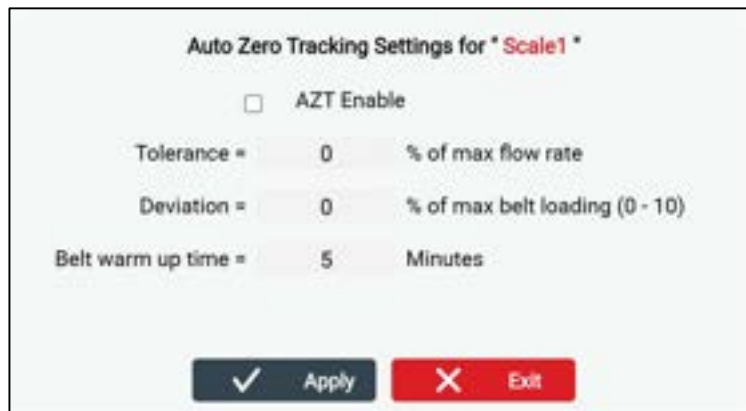 Auto Zero Tracking Settings for " Scale1 "
AZT Enable
Tolerance = 0 % of max flow rate
Deviation = 0 % of max belt loading (0 - 10)
Belt warm up time = 5 Minutes
Apply Exit